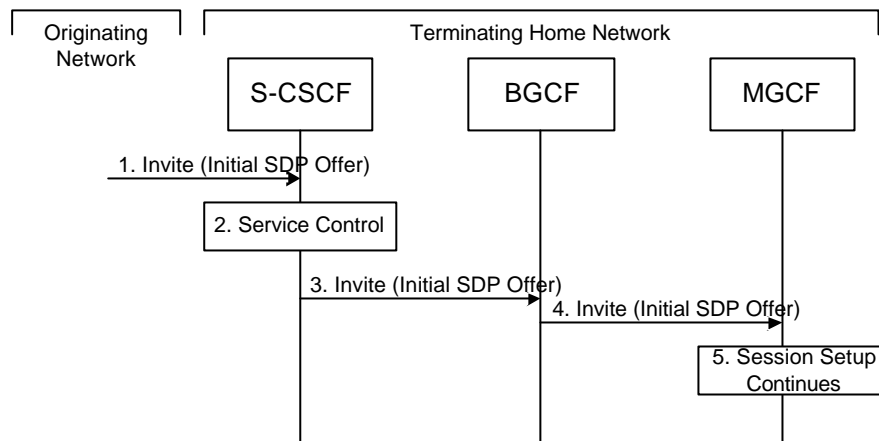 Originating
Network
Terminating Home Network
S-CSCF
BGCF
MGCF
1. Invite (Initial SDP Offer)
2. Service Control
3. Invite (Initial SDP Offer)
4. Invite (Initial SDP Offer)
5. Session Setup
Continues